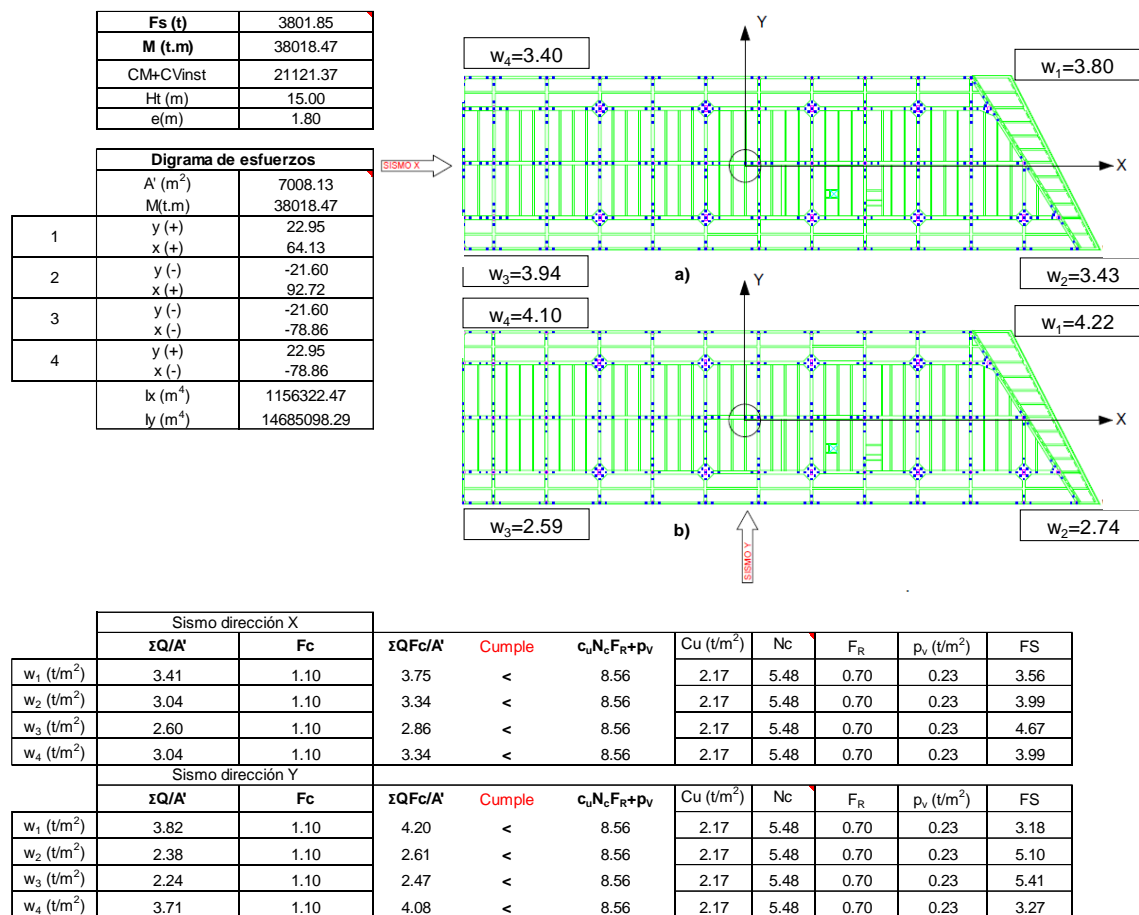 Fs (t) 3801.85
M (t.m) 38018.47
CM+CVinst 21121.37
Ht (m) 15.00
e(m) 1.80
Digrama de esfuerzos
A' (m²) 7008.13
M(t.m) 38018.47
1 y (+) 22.95
x (+) 64.13
2 y (-) -21.60
x (+) 92.72
3 y (-) -21.60
x (-) -78.86
4 y (+) 22.95
x (-) -78.86
Ix (m⁴) 1156322.47
Iy (m⁴) 14685098.29
Y
w₄=3.40
w₁=3.80
SISMO X
X
w₃=3.94
a)
w₂=3.43
Y
w₄=4.10
w₁=4.22
X
w₃=2.59
b)
w₂=2.74
SISMO Y
Sismo dirección X
ΣQ/A' Fc ΣQFc/A' Cumple cᵤN꜀Fʀ+pᵥ Cu (t/m²) Nc Fʀ pᵥ (t/m²) FS
w₁ (t/m²) 3.41 1.10 3.75 < 8.56 2.17 5.48 0.70 0.23 3.56
w₂ (t/m²) 3.04 1.10 3.34 < 8.56 2.17 5.48 0.70 0.23 3.99
w₃ (t/m²) 2.60 1.10 2.86 < 8.56 2.17 5.48 0.70 0.23 4.67
w₄ (t/m²) 3.04 1.10 3.34 < 8.56 2.17 5.48 0.70 0.23 3.99
Sismo dirección Y
ΣQ/A' Fc ΣQFc/A' Cumple cᵤN꜀Fʀ+pᵥ Cu (t/m²) Nc Fʀ pᵥ (t/m²) FS
w₁ (t/m²) 3.82 1.10 4.20 < 8.56 2.17 5.48 0.70 0.23 3.18
w₂ (t/m²) 2.38 1.10 2.61 < 8.56 2.17 5.48 0.70 0.23 5.10
w₃ (t/m²) 2.24 1.10 2.47 < 8.56 2.17 5.48 0.70 0.23 5.41
w₄ (t/m²) 3.71 1.10 4.08 < 8.56 2.17 5.48 0.70 0.23 3.27